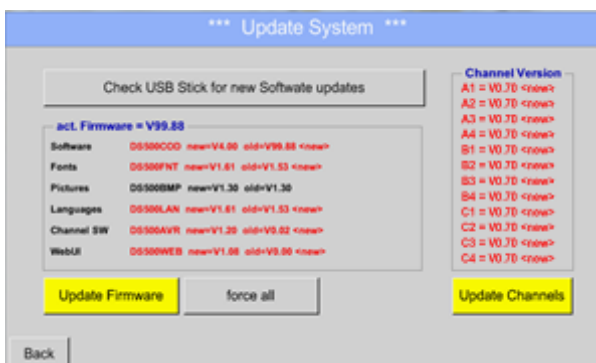 *** Update System ***
Check USB Stick for new Softwate updates
act. Firmware = V99.88
Software DS500COD new=V4.00 old=V99.88 <new>
Fonts DS500FNT new=V1.61 old=V1.53 <new>
Pictures DS500BMP new=V1.30 old=V1.30
Languages DS500LAN new=V1.61 old=V1.53 <new>
Channel SW DS500AVR new=V1.20 old=V0.02 <new>
WebUI DS500WEB new=V1.08 old=V0.00 <new>
Update Firmware
force all
Channel Version
A1 = V0.70 <new>
A2 = V0.70 <new>
A3 = V0.70 <new>
A4 = V0.70 <new>
B1 = V0.70 <new>
B2 = V0.70 <new>
B3 = V0.70 <new>
B4 = V0.70 <new>
C1 = V0.70 <new>
C2 = V0.70 <new>
C3 = V0.70 <new>
C4 = V0.70 <new>
Update Channels
Back